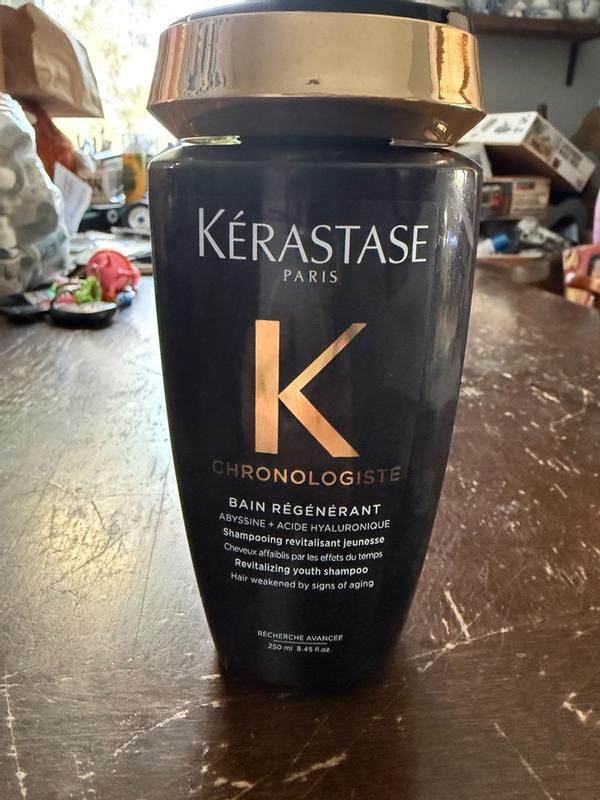 KÉRASTASE
PARIS
K
CHRONOLOGISTE
BAIN RÉGÉNÉRANT
ABYSSINE + ACIDE HYALURONIQUE
Shampooing revitalisant jeunesse
Cheveux affaiblis par les effets du temps
Revitalizing youth shampoo
Hair weakened by signs of aging
RECHERCHE AVANCÉE
250 ml 8.45 fl.oz.